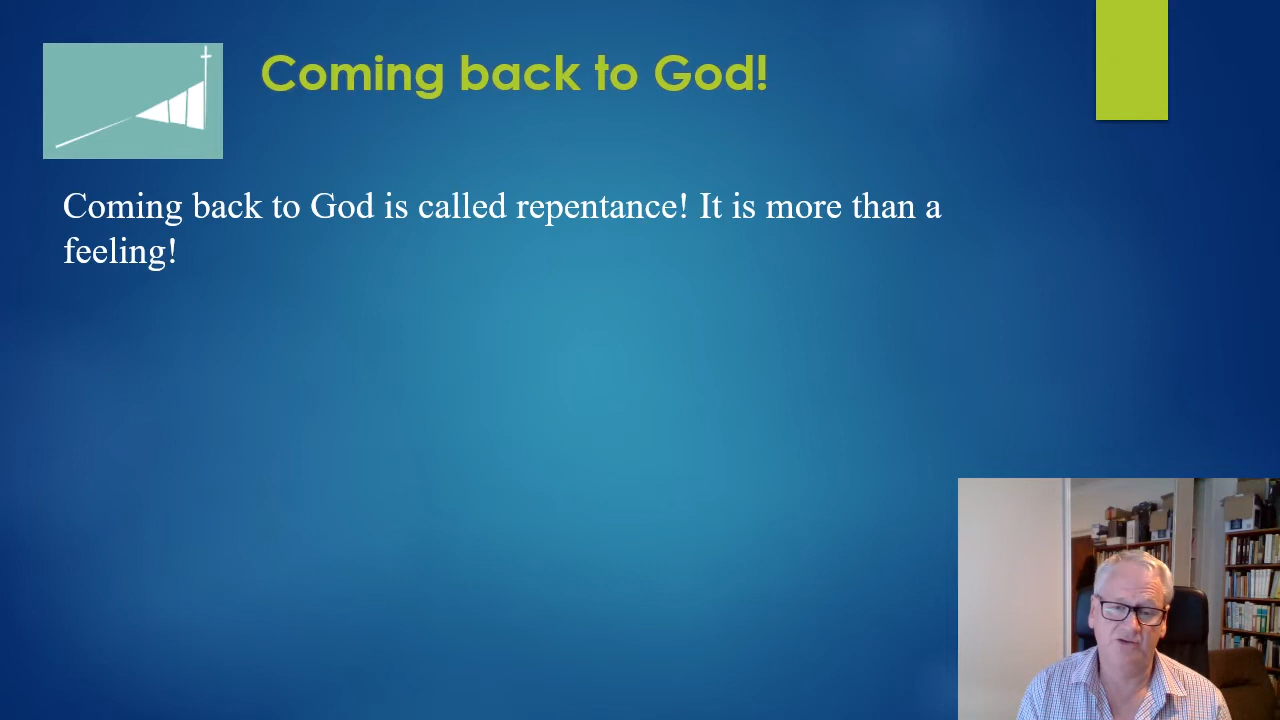 Coming back to God!
Coming back to God is called repentance! It is more than a
feeling!